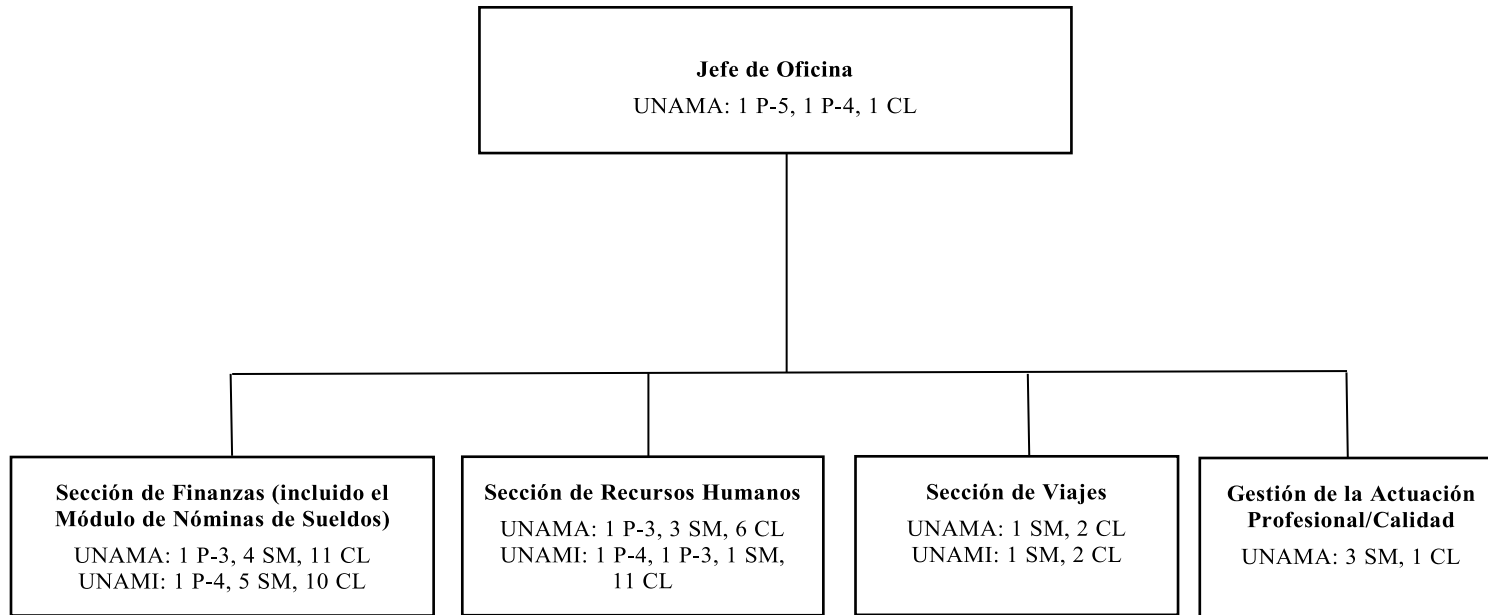 Jefe de Oficina
UNAMA: 1 P-5, 1 P-4, 1 CL
Sección de Finanzas (incluido el
Módulo de Nóminas de Sueldos)
UNAMA: 1 P-3, 4 SM, 11 CL
UNAMI: 1 P-4, 5 SM, 10 CL
Sección de Recursos Humanos
UNAMA: 1 P-3, 3 SM, 6 CL
UNAMI: 1 P-4, 1 P-3, 1 SM,
11 CL
Sección de Viajes
UNAMA: 1 SM, 2 CL
UNAMI: 1 SM, 2 CL
Gestión de la Actuación
Profesional/Calidad
UNAMA: 3 SM, 1 CL